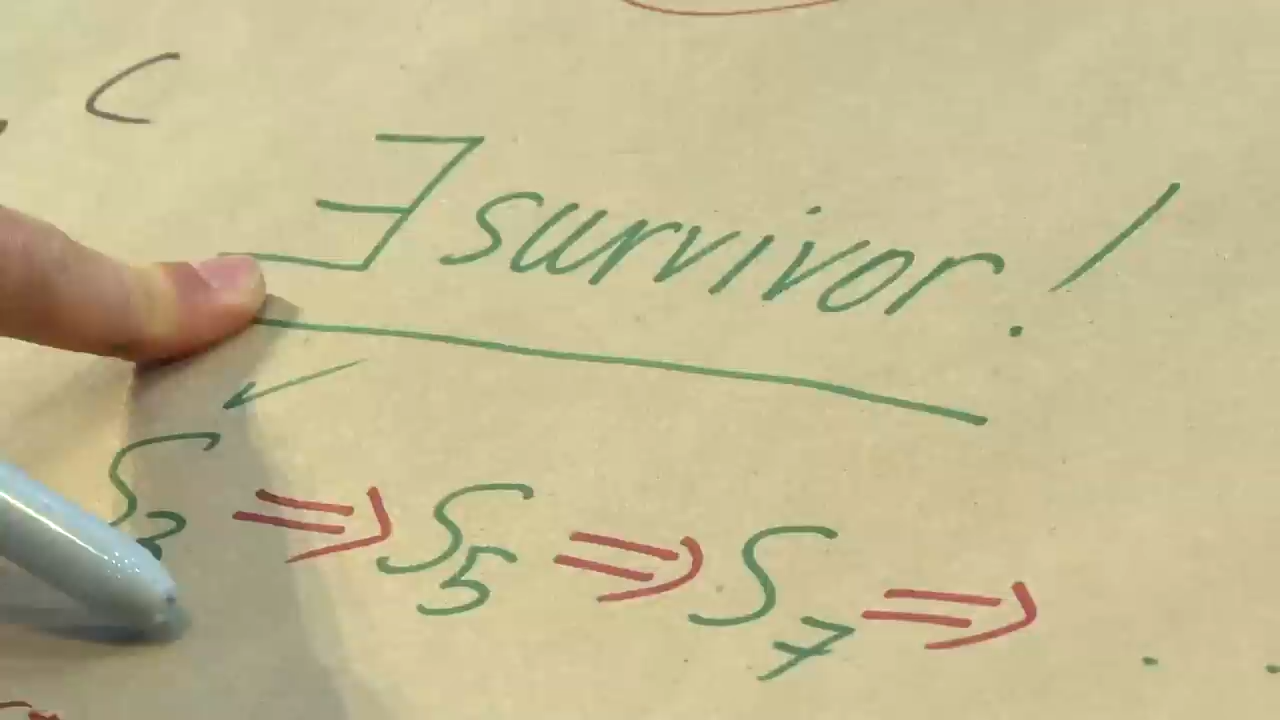 , C
∃ survivor!
S3 ⇒ S5 ⇒ S7 ⇒ . .